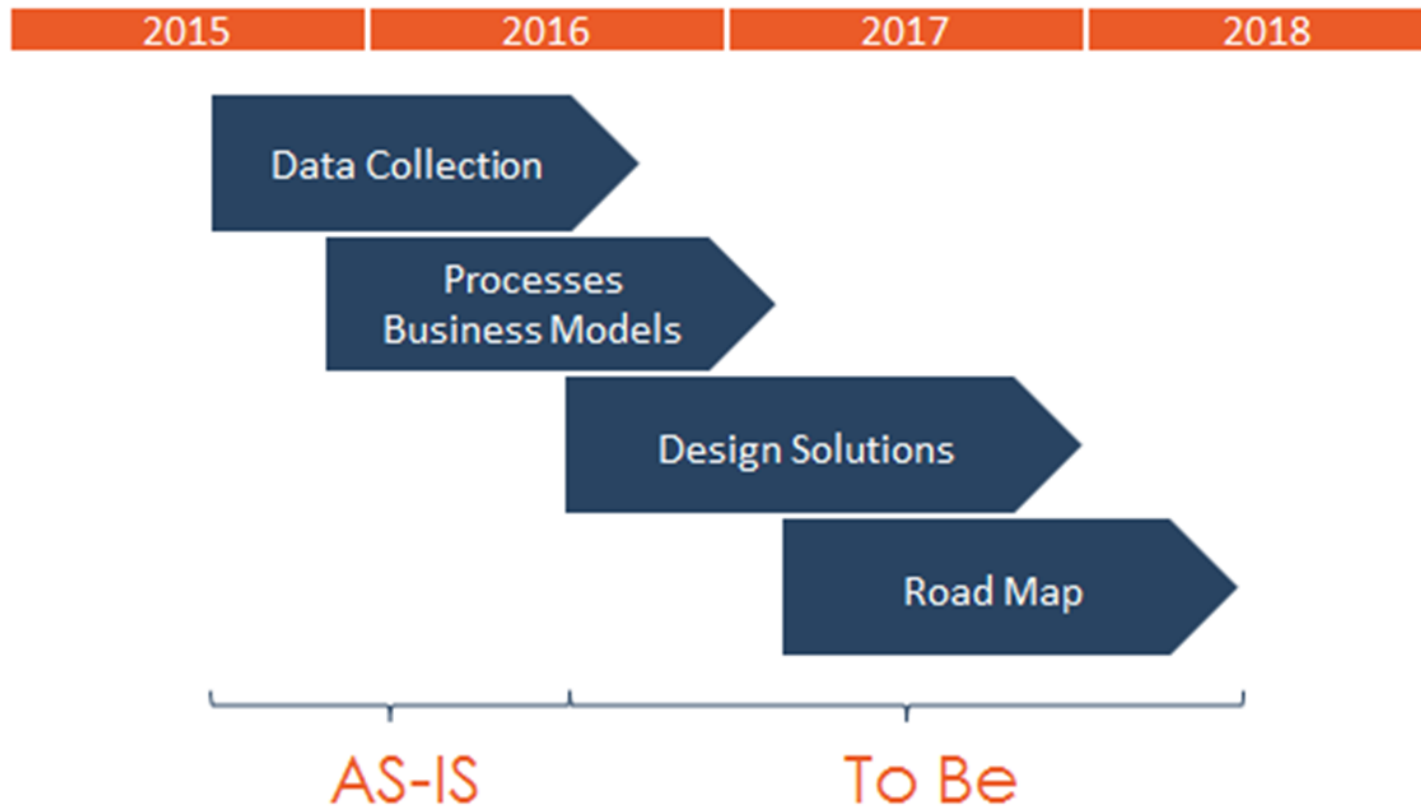 2015 2016 2017 2018
Data Collection
Processes
Business Models
Design Solutions
Road Map
AS-IS To Be